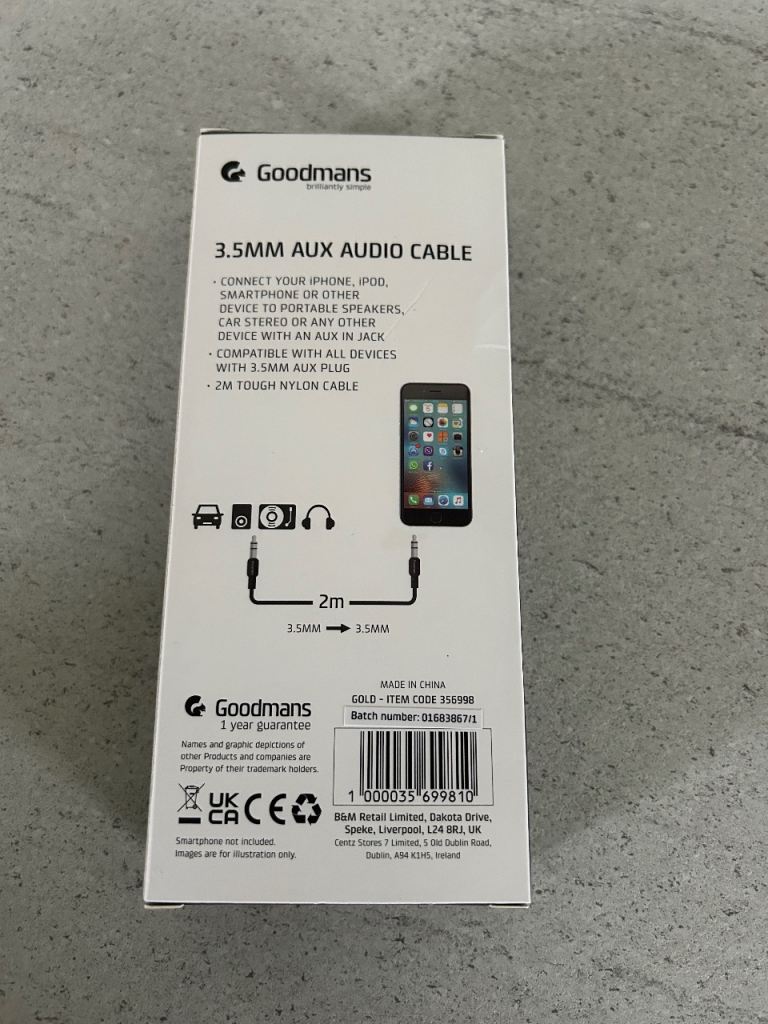 Goodmans
brilliantly simple
3.5MM AUX AUDIO CABLE
· CONNECT YOUR iPHONE, iPOD,
SMARTPHONE OR OTHER
DEVICE TO PORTABLE SPEAKERS,
CAR STEREO OR ANY OTHER
DEVICE WITH AN AUX IN JACK
· COMPATIBLE WITH ALL DEVICES
WITH 3.5MM AUX PLUG
· 2M TOUGH NYLON CABLE
2m
3.5MM → 3.5MM
MADE IN CHINA
GOLD - ITEM CODE 356998
Batch number: 01683867/1
1 000035 699810
Goodmans
1 year guarantee
Names and graphic depictions of
other Products and companies are
Property of their trademark holders.
UK
CA CE
Smartphone not included.
Images are for illustration only.
B&M Retail Limited, Dakota Drive,
Speke, Liverpool, L24 8RJ, UK
Centz Stores 7 Limited, 5 Old Dublin Road,
Dublin, A94 K1H5, Ireland